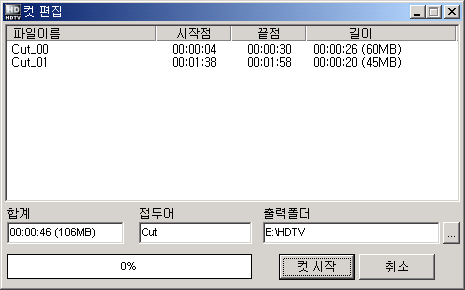 HD HDTV 컷 편집
파일이름 시작점 끝점 길이
Cut_00 00:00:04 00:00:30 00:00:26 (60MB)
Cut_01 00:01:38 00:01:58 00:00:20 (45MB)
합계 접두어 출력폴더
00:00:46 (106MB) Cut E:\HDTV ...
0% 컷 시작 취소